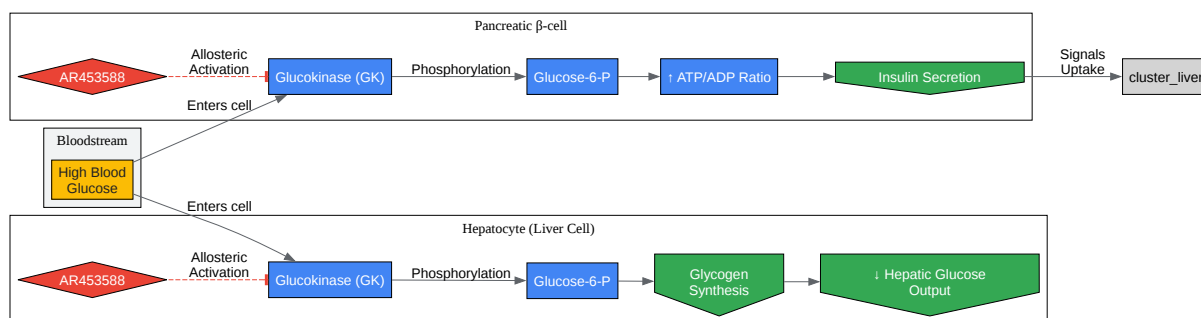 Pancreatic β-cell
AR453588
Allosteric
Activation
Glucokinase (GK)
Phosphorylation
Glucose-6-P
↑ ATP/ADP Ratio
Insulin Secretion
Signals
Uptake
cluster_liver
Enters cell
Bloodstream
High Blood
Glucose
Enters cell
Hepatocyte (Liver Cell)
AR453588
Allosteric
Activation
Glucokinase (GK)
Phosphorylation
Glucose-6-P
Glycogen
Synthesis
↓ Hepatic Glucose
Output